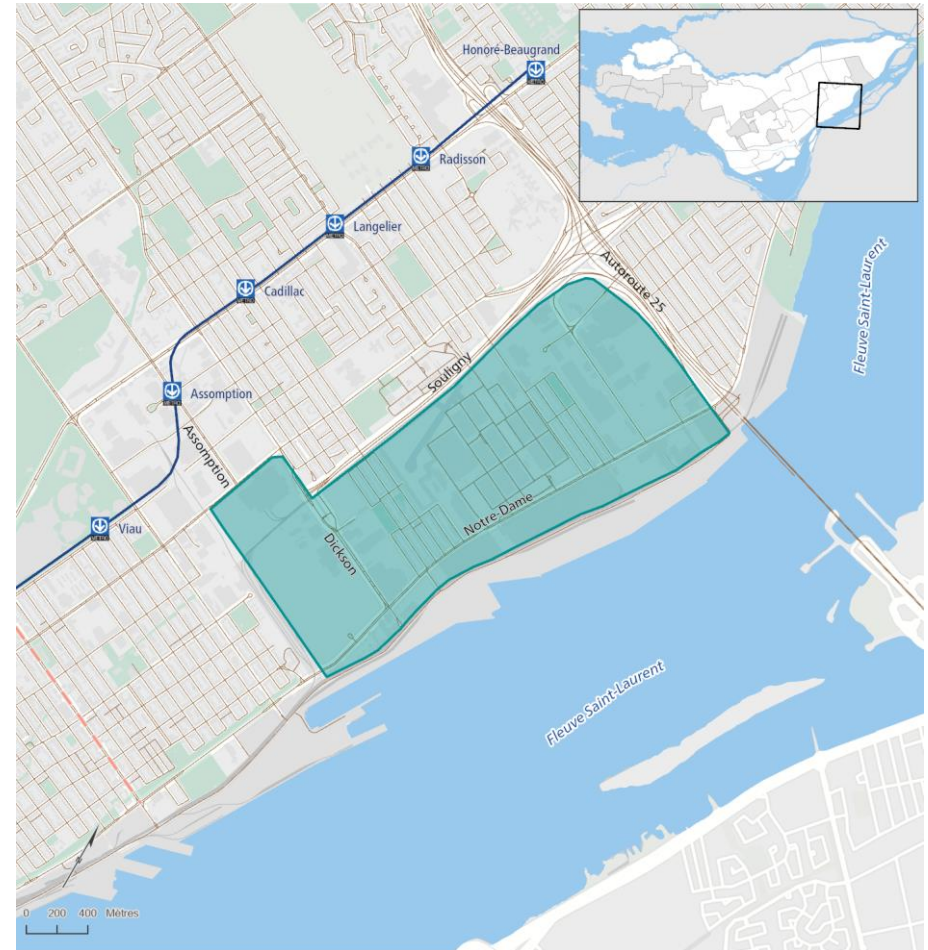 Honoré-Beaugrand
Radisson
Langelier
Cadillac
Autoroute 25
Fleuve Saint-Laurent
Souligny
Assomption
Assomption
Viau
Dickson
Notre-Dame
Fleuve Saint-Laurent
0 200 400 Mètres